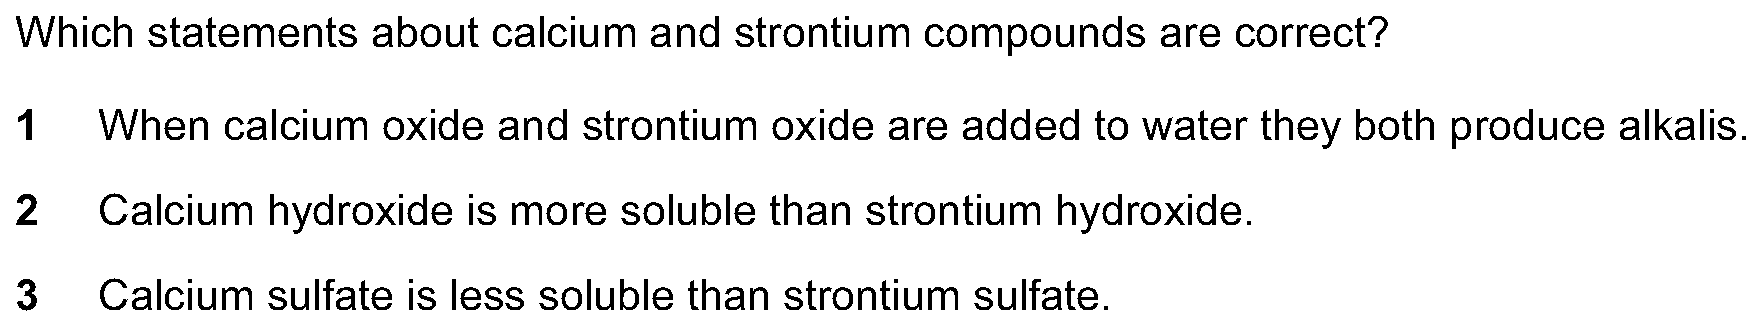 Which statements about calcium and strontium compounds are correct?
1 When calcium oxide and strontium oxide are added to water they both produce alkalis.
2 Calcium hydroxide is more soluble than strontium hydroxide.
3 Calcium sulfate is less soluble than strontium sulfate.